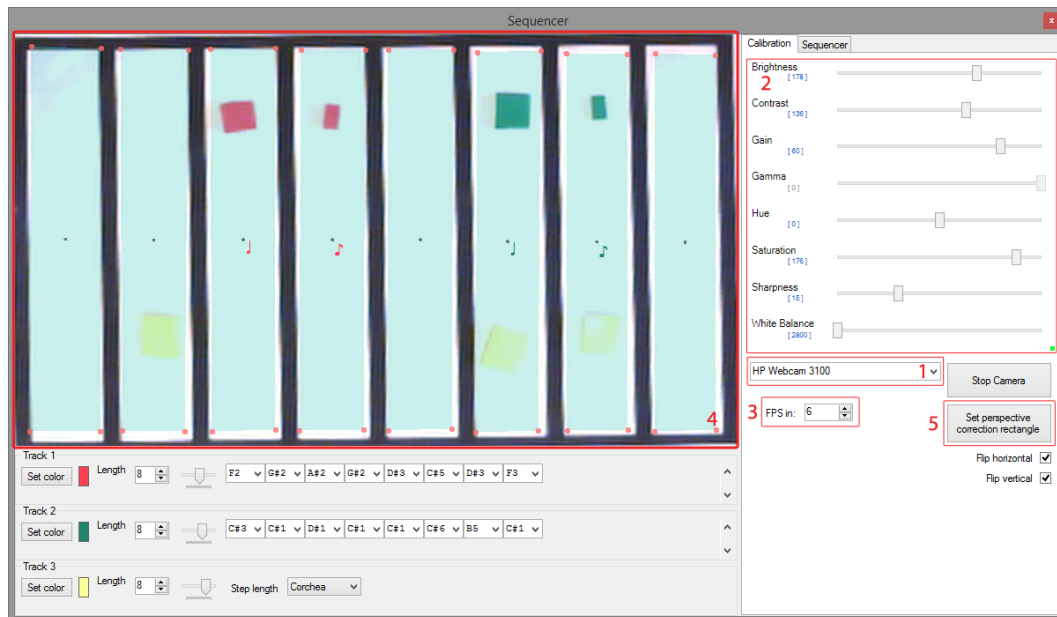 Sequencer
x
Calibration Sequencer
Brightness
2 [178]
Contrast
[136]
Gain
[60]
Gamma
[0]
Hue
[0]
Saturation
[176]
Sharpness
[15]
White Balance
[2800]
HP Webcam 3100 1
Stop Camera
3 FPS in: 6
5 Set perspective
correction rectangle
Flip horizontal
Flip vertical
4
Track 1
Set color Length 8 F2 G#2 A#2 G#2 D#3 C#5 D#3 F3
Track 2
Set color Length 8 C#3 C#1 D#1 C#1 C#1 C#6 B5 C#1
Track 3
Set color Length 8 Step length Corchea